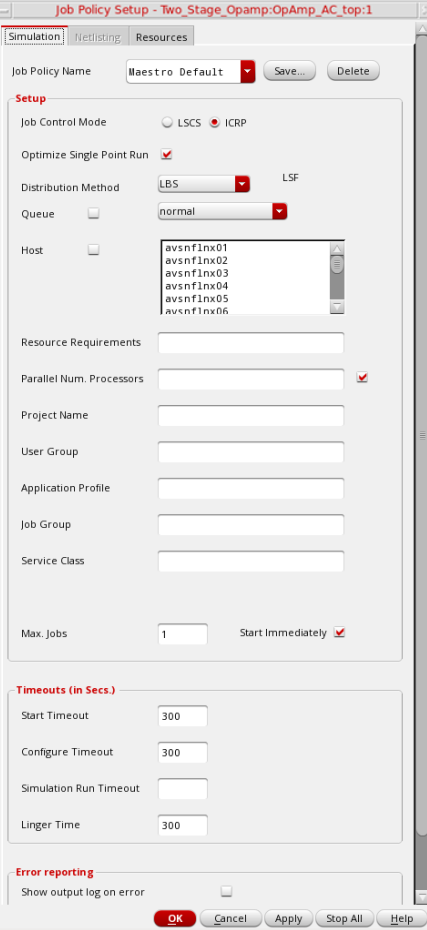 Job Policy Setup - Two_Stage_Opamp:OpAmp_AC_top:1
Simulation Netlisting Resources
Job Policy Name Maestro Default Save... Delete
Setup
Job Control Mode LSCS ICRP
Optimize Single Point Run
Distribution Method LBS LSF
Queue normal
Host avsnflnx01
avsnflnx02
avsnflnx03
avsnflnx04
avsnflnx05
avsnflnx06
Resource Requirements
Parallel Num. Processors
Project Name
User Group
Application Profile
Job Group
Service Class
Max. Jobs 1 Start Immediately
Timeouts (in Secs.)
Start Timeout 300
Configure Timeout 300
Simulation Run Timeout
Linger Time 300
Error reporting
Show output log on error
OK Cancel Apply Stop All Help